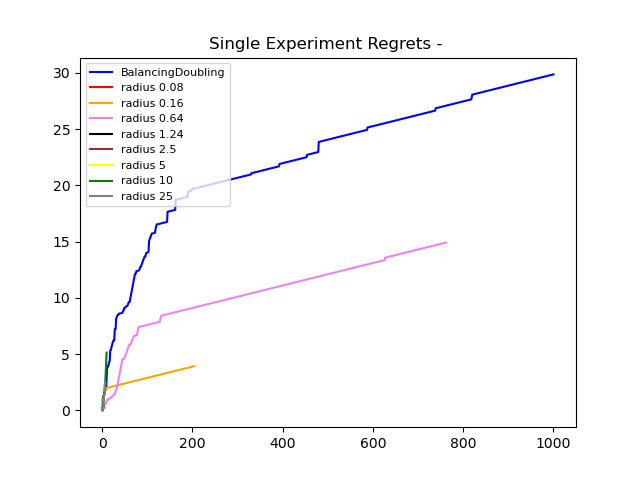 Single Experiment Regrets -
30
25
20
15
10
5
0
BalancingDoubling
radius 0.08
radius 0.16
radius 0.64
radius 1.24
radius 2.5
radius 5
radius 10
radius 25
0 200 400 600 800 1000